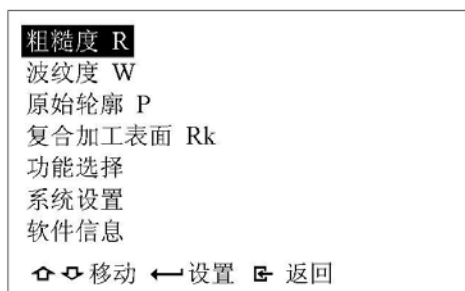 粗糙度 R
波纹度 W
原始轮廓 P
复合加工表面 Rk
功能选择
系统设置
软件信息
移动 设置 返回